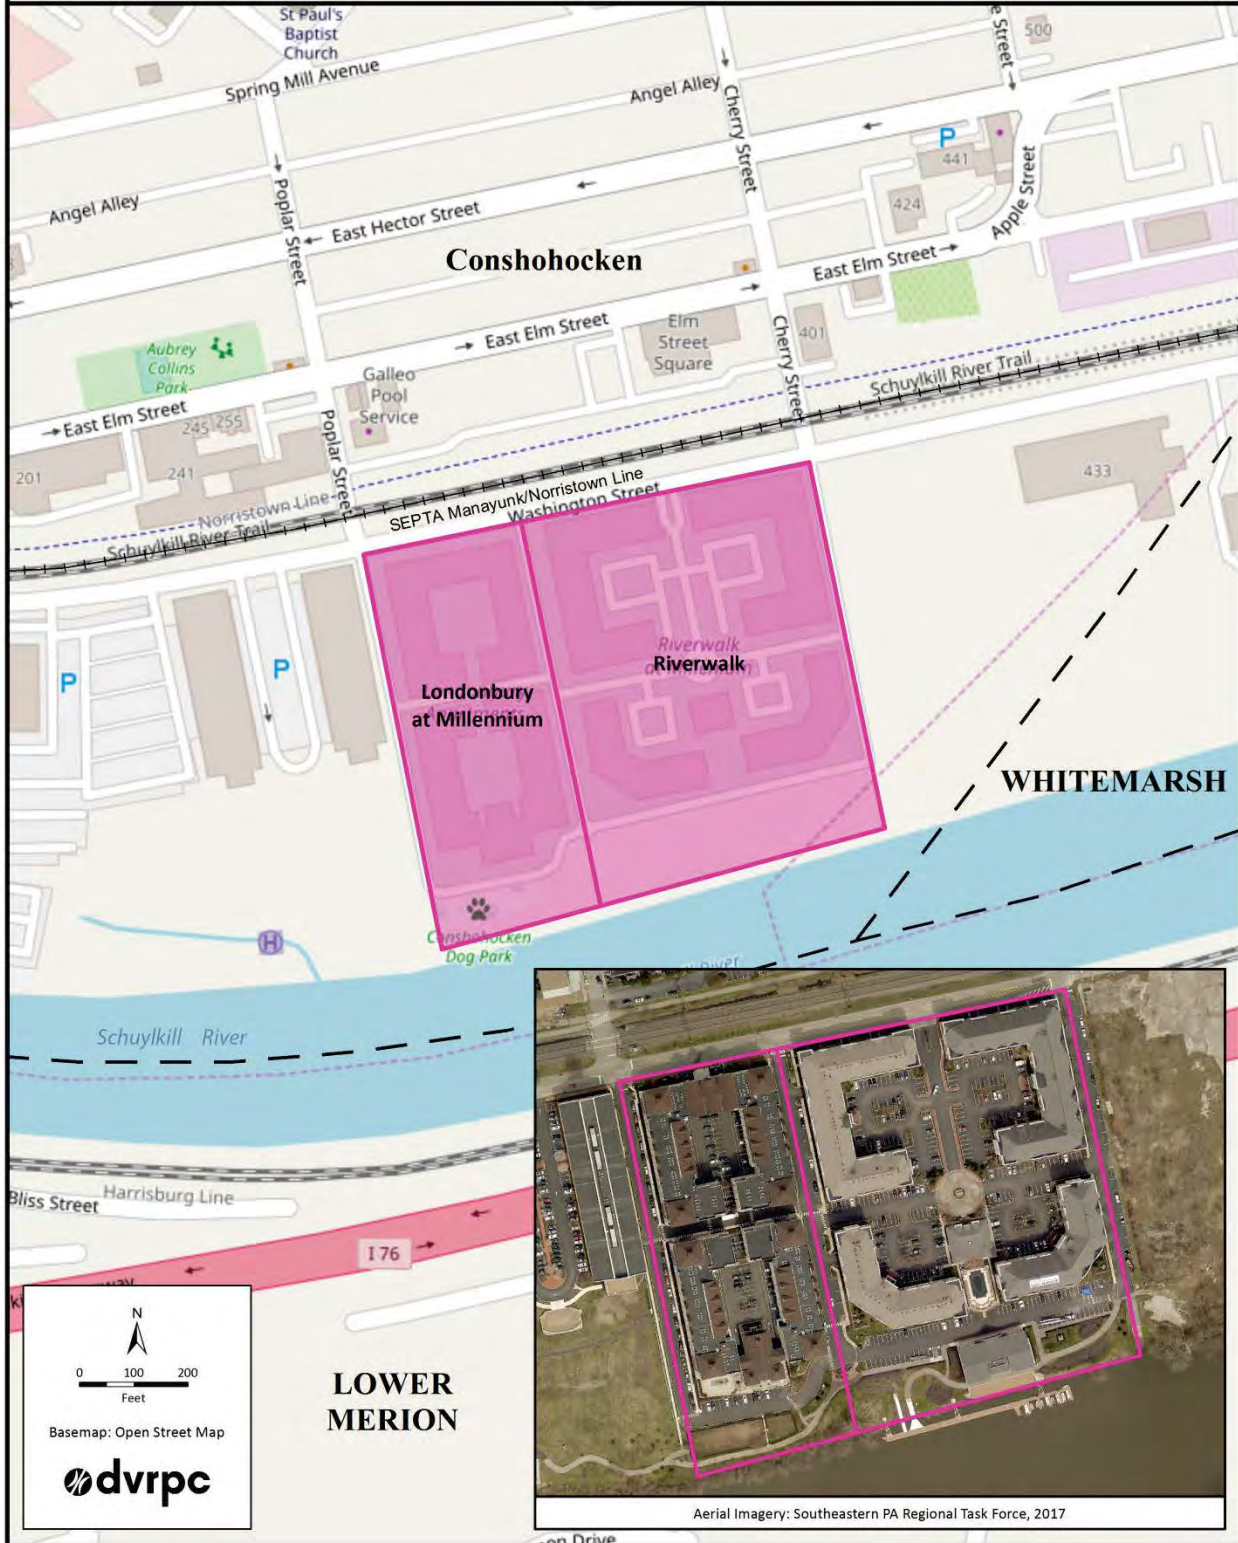 St Paul's
Baptist
Church
Spring Mill Avenue
Angel Alley
Cherry Street
500
441
P
424
Apple Street
Angel Alley
Poplar Street
East Hector Street
Conshohocken
East Elm Street
East Elm Street
Elm
Street
Square
Cherry Street
401
Aubrey
Collins
Park
Galleo
Pool
Service
East Elm Street
245
255
201
241
Poplar Street
Schuylkill River Trail
433
Norristown Line
SEPTA Manayunk/Norristown Line
Washington Street
Schuylkill River Trail
P
P
Riverwalk
Riverwalk
Londonbury
at Millennium
Apartments
WHITEMARSH
H
Conshohocken
Dog Park
River
Schuylkill River
Bliss Street
Harrisburg Line
I 76
N
0 100 200
Feet
Basemap: Open Street Map
dvrpc
LOWER
MERION
Aerial Imagery: Southeastern PA Regional Task Force, 2017
Drive